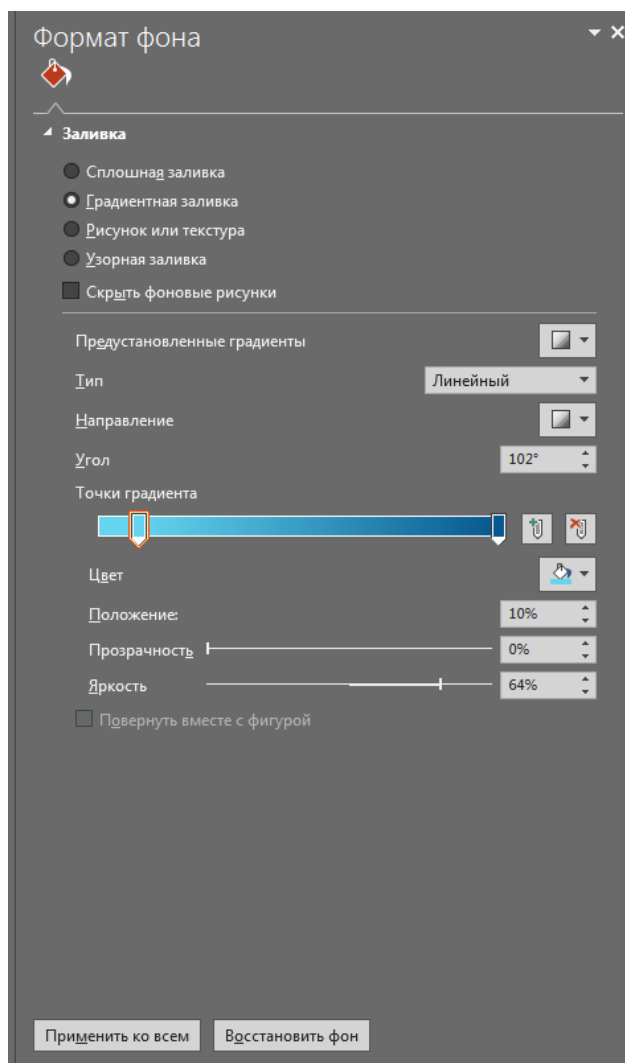 Формат фона
Заливка
Сплошная заливка
Градиентная заливка
Рисунок или текстура
Узорная заливка
Скрыть фоновые рисунки
Предустановленные градиенты
Тип Линейный
Направление
Угол 102°
Точки градиента
Цвет
Положение: 10%
Прозрачность 0%
Яркость 64%
Повернуть вместе с фигурой
Применить ко всем Восстановить фон